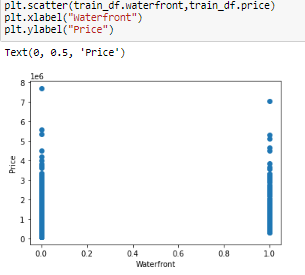 plt.scatter(train_df.waterfront,train_df.price)
plt.xlabel("Waterfront")
plt.ylabel("Price")
Text(0, 0.5, 'Price')
1e6
8
7
6
5
4
3
2
1
0
Price
0.0 0.2 0.4 0.6 0.8 1.0
Waterfront